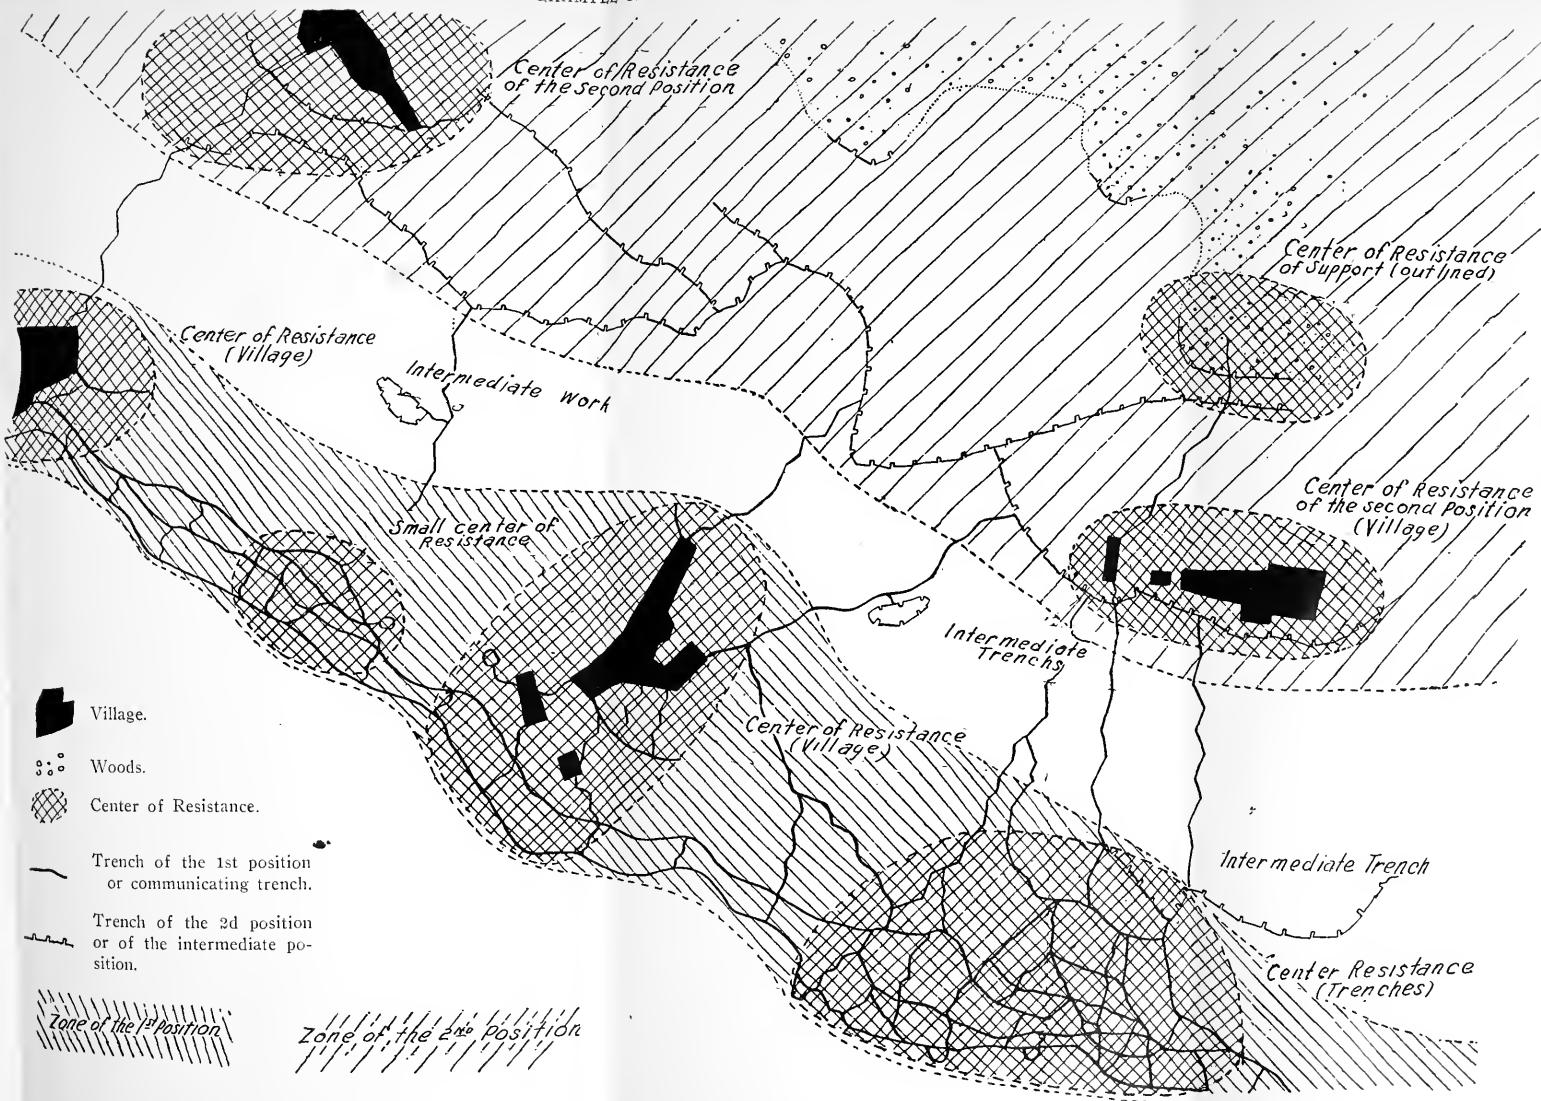 Center of Resistance
of the second Position
Center of Resistance
of Support (outlined)
Center of Resistance
(Village)
Intermediate Work
Center of Resistance
of the second Position
(Village)
Small center of
Resistance
Intermediate
Trenchs
Center of Resistance
(Village)
Intermediate Trench
Center Resistance
(Trenches)
Village.
Woods.
Center of Resistance.
Trench of the 1st position
or communicating trench.
Trench of the 2d position
or of the intermediate po-
sition.
Zone of the 1st Position
Zone of the 2nd Position